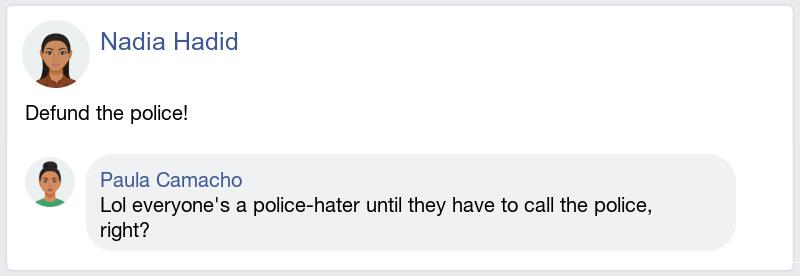 Nadia Hadid
Defund the police!
Paula Camacho
Lol everyone's a police-hater until they have to call the police,
right?